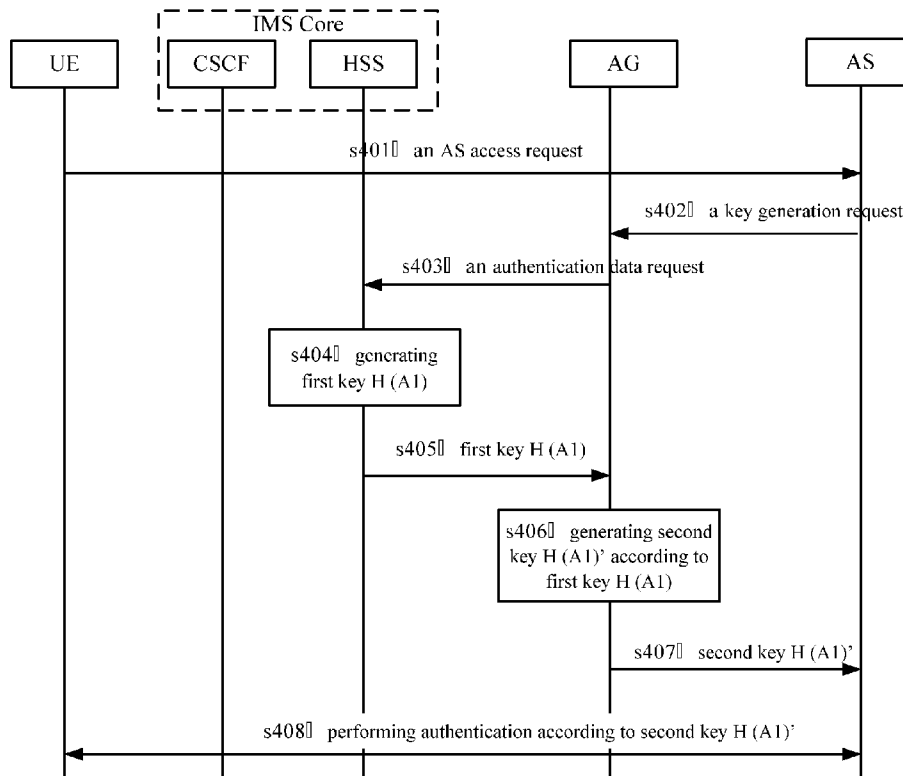 IMS Core
UE
CSCF
HSS
AG
AS
s401▯ an AS access request
s402▯ a key generation request
s403▯ an authentication data request
s404▯ generating
first key H (A1)
s405▯ first key H (A1)
s406▯ generating second
key H (A1)’ according to
first key H (A1)
s407▯ second key H (A1)’
s408▯ performing authentication according to second key H (A1)’